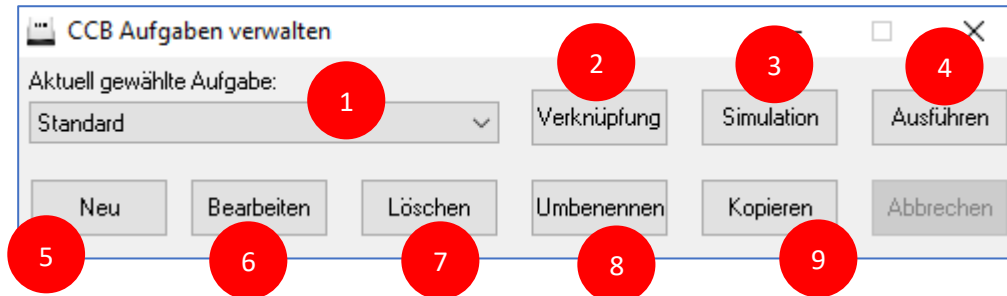 CCB Aufgaben verwalten
Aktuell gewählte Aufgabe:
1
2
3
4
Standard
Verknüpfung
Simulation
Ausführen
Neu
Bearbeiten
Löschen
Umbenennen
Kopieren
Abbrechen
5
6
7
8
9